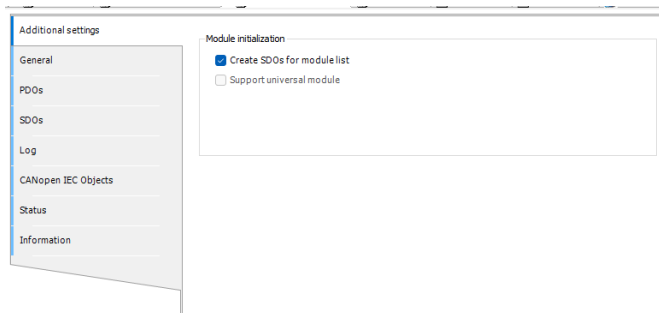 Additional settings
General
PDOs
SDOs
Log
CANopen IEC Objects
Status
Information
Module initialization
Create SDOs for module list
Support universal module